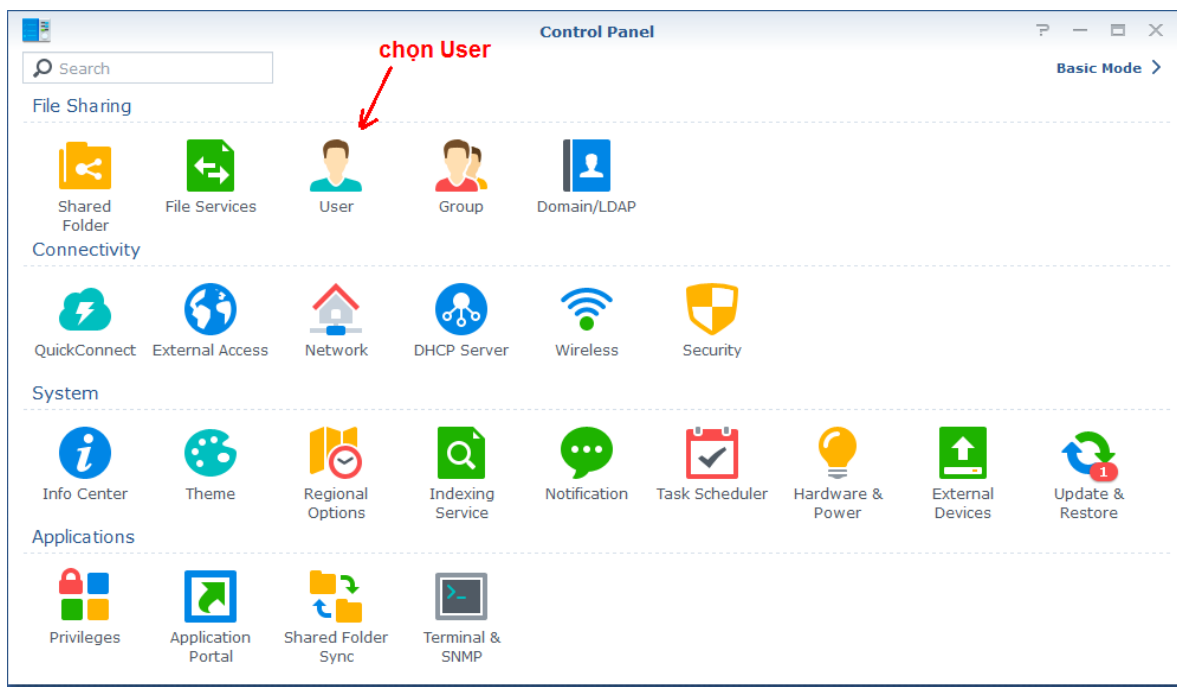 Control Panel
chọn User
Search
Basic Mode
File Sharing
Shared Folder
File Services
User
Group
Domain/LDAP
Connectivity
QuickConnect
External Access
Network
DHCP Server
Wireless
Security
System
Info Center
Theme
Regional Options
Indexing Service
Notification
Task Scheduler
Hardware & Power
External Devices
Update & Restore
1
Applications
Privileges
Application Portal
Shared Folder Sync
Terminal & SNMP